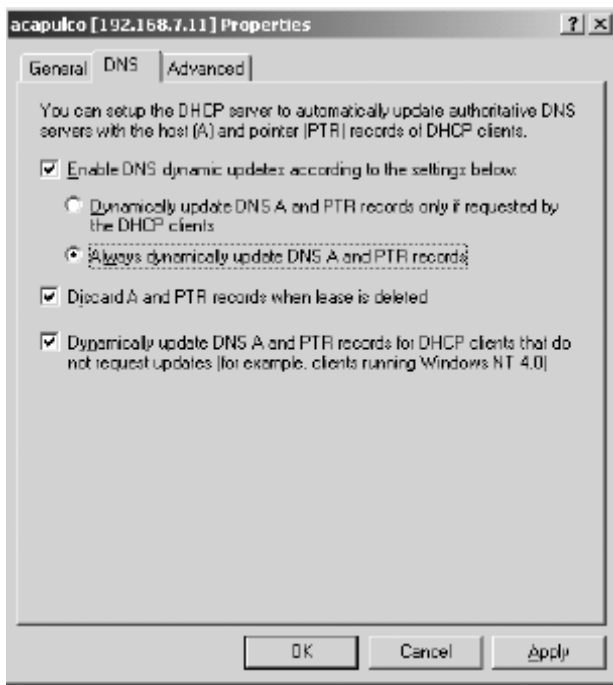 acapulco [192.168.7.11] Properties
? ×
General DNS Advanced
You can setup the DHCP server to automatically update authoritative DNS
servers with the host (A) and pointer (PTR) records of DHCP clients.
Enable DNS dynamic updates according to the settings below:
Dynamically update DNS A and PTR records only if requested by
the DHCP clients
Always dynamically update DNS A and PTR records
Discard A and PTR records when lease is deleted
Dynamically update DNS A and PTR records for DHCP clients that do
not request updates (for example, clients running Windows NT 4.0)
OK Cancel Apply